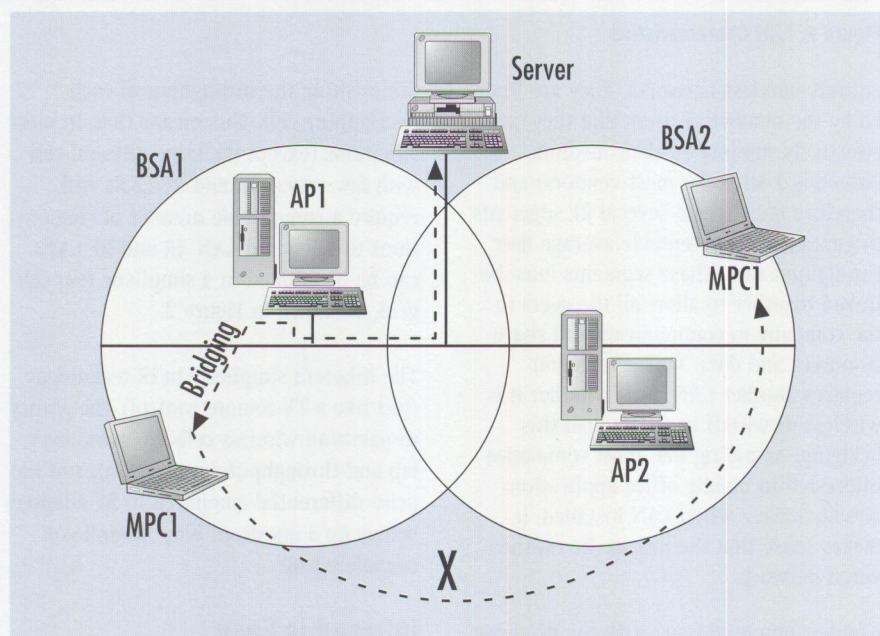 Server
BSA1
BSA2
AP1
MPC1
Bridging
AP2
MPC1
X